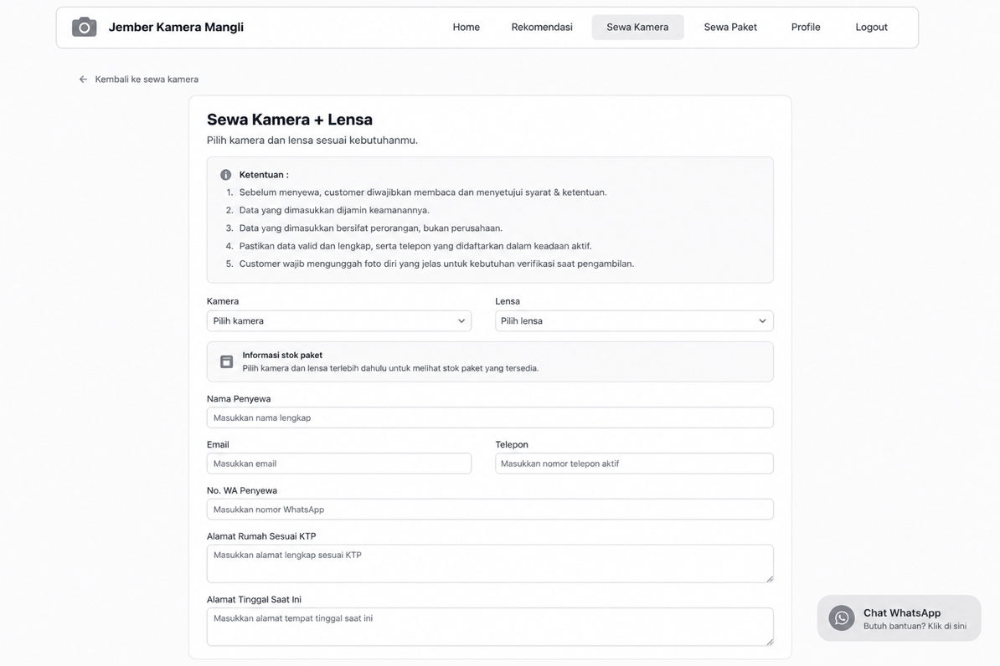 Jember Kamera Mangli
Home
Rekomendasi
Sewa Kamera
Sewa Paket
Profile
Logout
Kembali ke sewa kamera
Sewa Kamera + Lensa
Pilih kamera dan lensa sesuai kebutuhanmu.
Ketentuan :
1. Sebelum menyewa, customer diwajibkan membaca dan menyetujui syarat & ketentuan.
2. Data yang dimasukkan dijamin keamanannya.
3. Data yang dimasukkan bersifat perorangan, bukan perusahaan.
4. Pastikan data valid dan lengkap, serta telepon yang didaftarkan dalam keadaan aktif.
5. Customer wajib mengunggah foto diri yang jelas untuk kebutuhan verifikasi saat pengambilan.
Kamera
Pilih kamera
Lensa
Pilih lensa
Informasi stok paket
Pilih kamera dan lensa terlebih dahulu untuk melihat stok paket yang tersedia.
Nama Penyewa
Masukkan nama lengkap
Email
Masukkan email
Telepon
Masukkan nomor telepon aktif
No. WA Penyewa
Masukkan nomor WhatsApp
Alamat Rumah Sesuai KTP
Masukkan alamat lengkap sesuai KTP
Alamat Tinggal Saat Ini
Masukkan alamat tempat tinggal saat ini
Chat WhatsApp
Butuh bantuan? Klik di sini